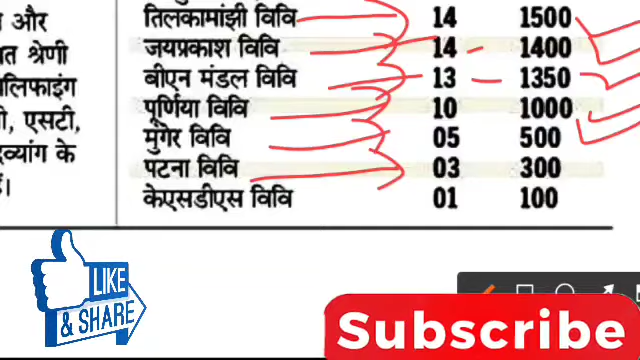 और
त श्रेणी
लिफाइंग
, एसटी,
व्यांग के
तिलकामांझी विवि 14 1500
जयप्रकाश विवि 14 1400
बीएन मंडल विवि 13 1350
पूर्णिया विवि 10 1000
मुंगेर विवि 05 500
पटना विवि 03 300
केएसडीएस विवि 01 100
LIKE
& SHARE
Subscribe